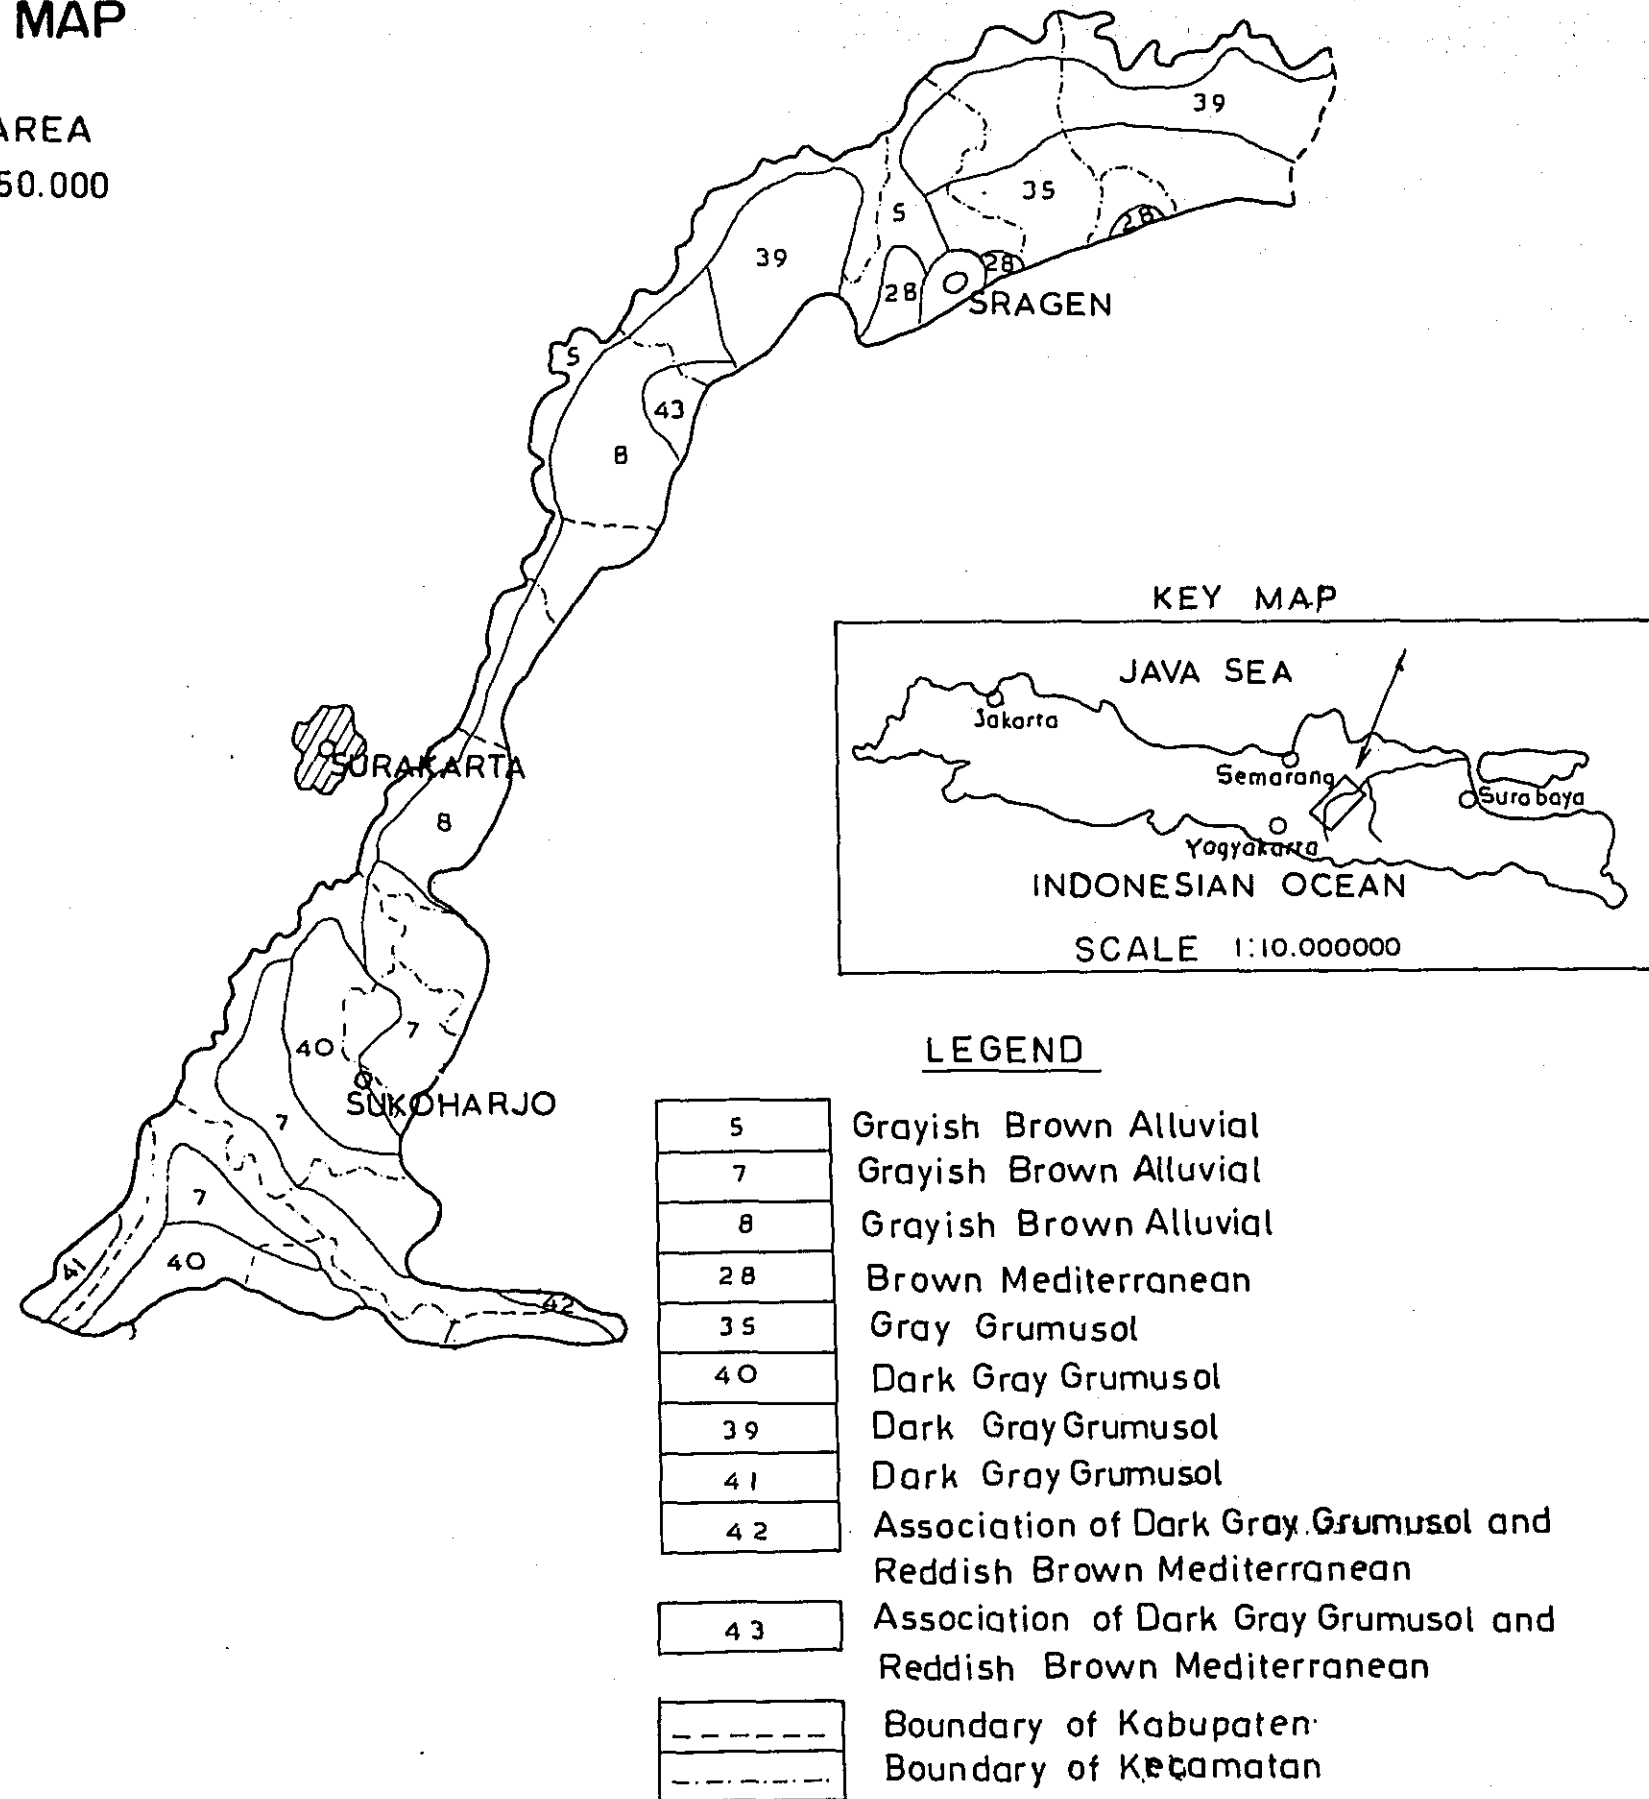 MAP
AREA
50.000
39
35
5
28
39
28
28
SRAGEN
5
43
8
SURAKARTA
8
40
7
SUKOHARJO
7
7
41
40
42
KEY MAP
JAVA SEA
Jakarta
Semarang
Surabaya
Yogyakarta
INDONESIAN OCEAN
SCALE 1:10.000000
LEGEND
5 Grayish Brown Alluvial
7 Grayish Brown Alluvial
8 Grayish Brown Alluvial
28 Brown Mediterranean
35 Gray Grumusol
40 Dark Gray Grumusol
39 Dark Gray Grumusol
41 Dark Gray Grumusol
42 Association of Dark Gray Grumusol and
Reddish Brown Mediterranean
43 Association of Dark Gray Grumusol and
Reddish Brown Mediterranean
Boundary of Kabupaten
Boundary of Kecamatan